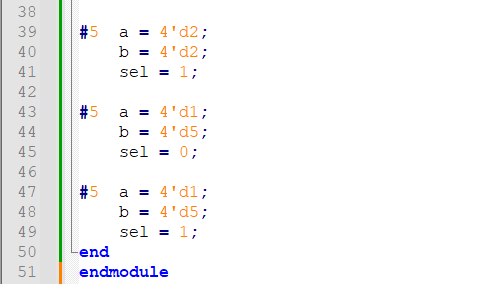 38
39 #5 a = 4'd2;
40 b = 4'd2;
41 sel = 1;
42
43 #5 a = 4'd1;
44 b = 4'd5;
45 sel = 0;
46
47 #5 a = 4'd1;
48 b = 4'd5;
49 sel = 1;
50 end
51 endmodule